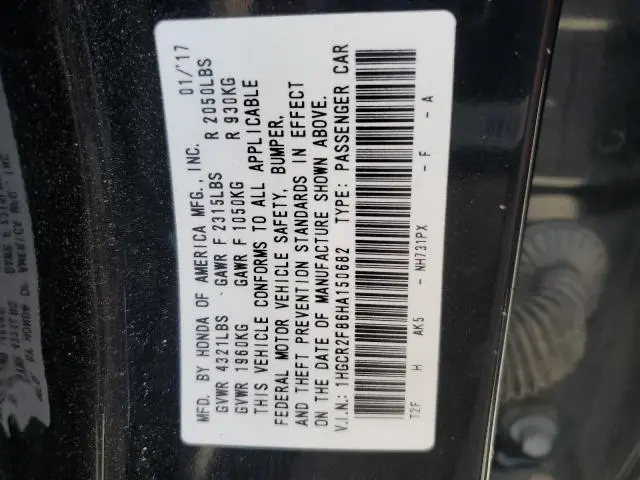 MFD. BY HONDA OF AMERICA MFG., INC. 01/'17
GVWR 4321LBS GAWR F 2315LBS R 2050LBS
GVWR 1960KG GAWR F 1050KG R 930KG
THIS VEHICLE CONFORMS TO ALL APPLICABLE
FEDERAL MOTOR VEHICLE SAFETY, BUMPER,
AND THEFT PREVENTION STANDARDS IN EFFECT
ON THE DATE OF MANUFACTURE SHOWN ABOVE.
V.I.N.: 1HGCR2F86HA150682 TYPE: PASSENGER CAR
T2F H AK5 - NH731PX - F - A